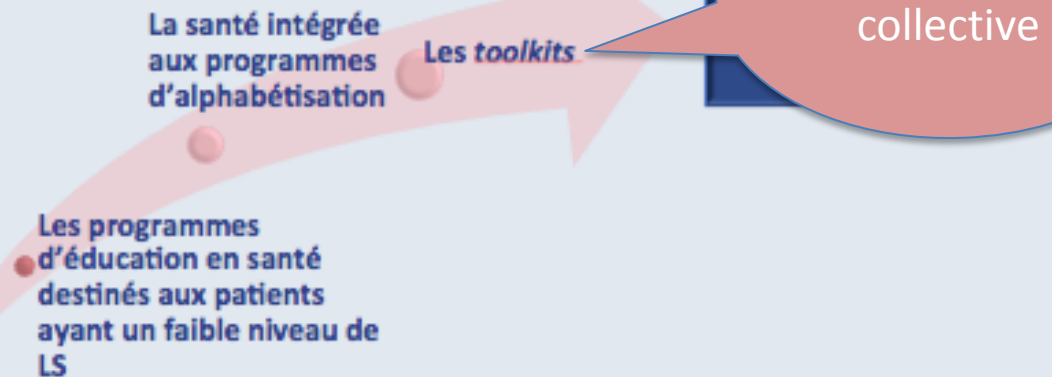 La santé intégrée
aux programmes
d'alphabétisation
Les toolkits
collective
Les programmes
d'éducation en santé
destinés aux patients
ayant un faible niveau de
LS